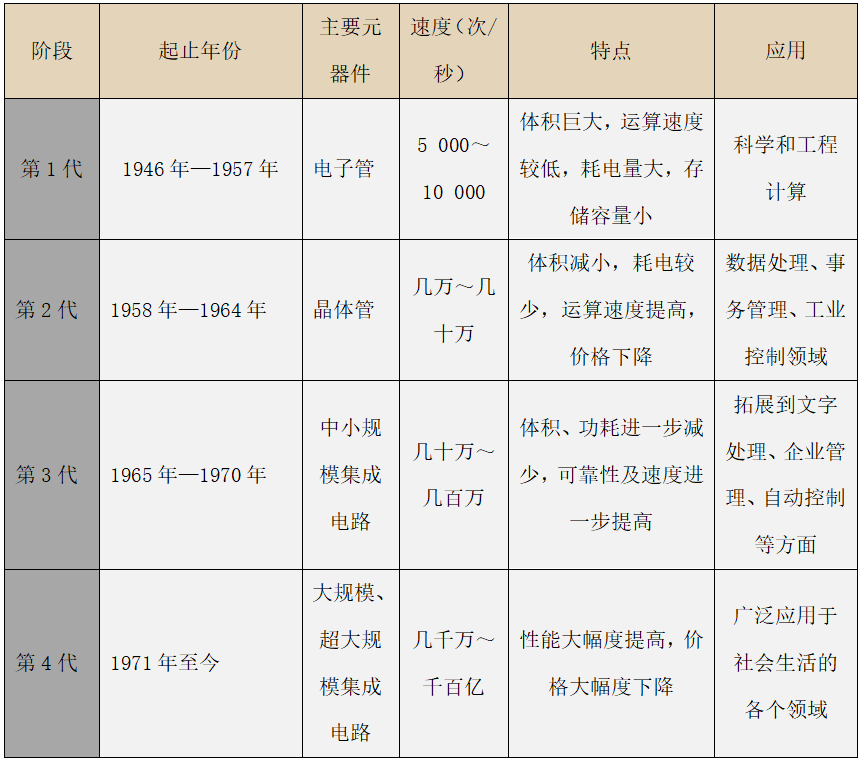 阶段
起止年份
主要元
器件
速度（次/
秒）
特点
应用
第 1 代
1946 年—1957 年
电子管
5 000～
10 000
体积巨大，运算速度
较低，耗电量大，存
储容量小
科学和工程
计算
第 2 代
1958 年—1964 年
晶体管
几万～几
十万
体积减小，耗电较
少，运算速度提高，
价格下降
数据处理、事
务管理、工业
控制领域
第 3 代
1965 年—1970 年
中小规
模集成
电路
几十万～
几百万
体积、功耗进一步减
少，可靠性及速度进
一步提高
拓展到文字
处理、企业管
理、自动控制
等方面
第 4 代
1971 年至今
大规模、
超大规
模集成
电路
几千万～
千百亿
性能大幅度提高，价
格大幅度下降
广泛应用于
社会生活的
各个领域